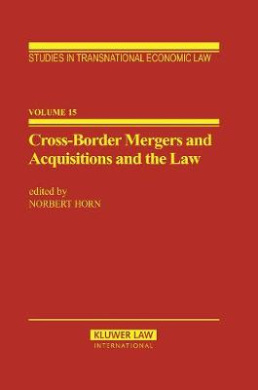 STUDIES IN TRANSNATIONAL ECONOMIC LAW
VOLUME 15
Cross-Border Mergers and
Acquisitions and the Law
edited by
NORBERT HORN
KLUWER LAW
INTERNATIONAL